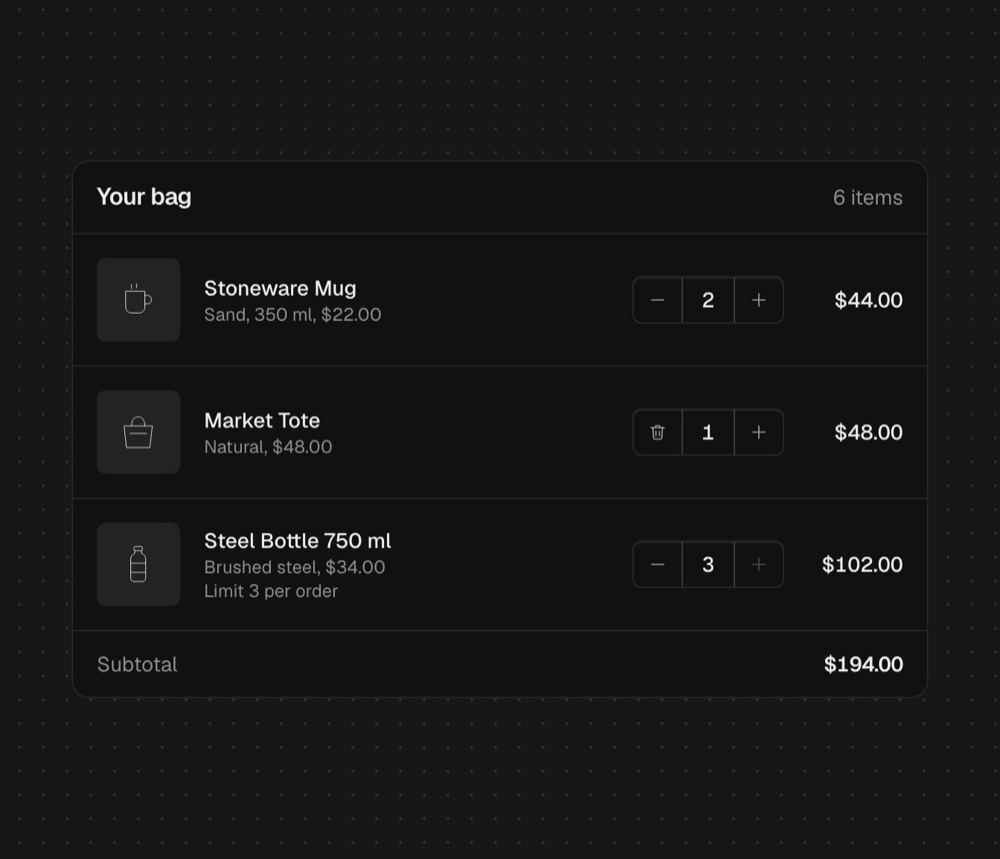 Your bag
6 items
Stoneware Mug
Sand, 350 ml, $22.00
2
$44.00
Market Tote
Natural, $48.00
1
$48.00
Steel Bottle 750 ml
Brushed steel, $34.00
Limit 3 per order
3
$102.00
Subtotal
$194.00